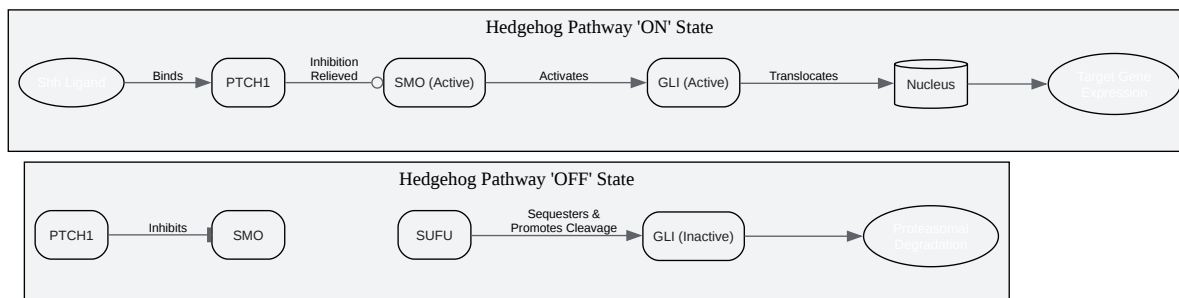 Hedgehog Pathway 'ON' State
Shh Ligand
Binds
PTCH1
Inhibition
Relieved
SMO (Active)
Activates
GLI (Active)
Translocates
Nucleus
Target Gene
Expression
Hedgehog Pathway 'OFF' State
PTCH1
Inhibits
SMO
SUFU
Sequesters &
Promotes Cleavage
GLI (Inactive)
Proteasomal
Degradation